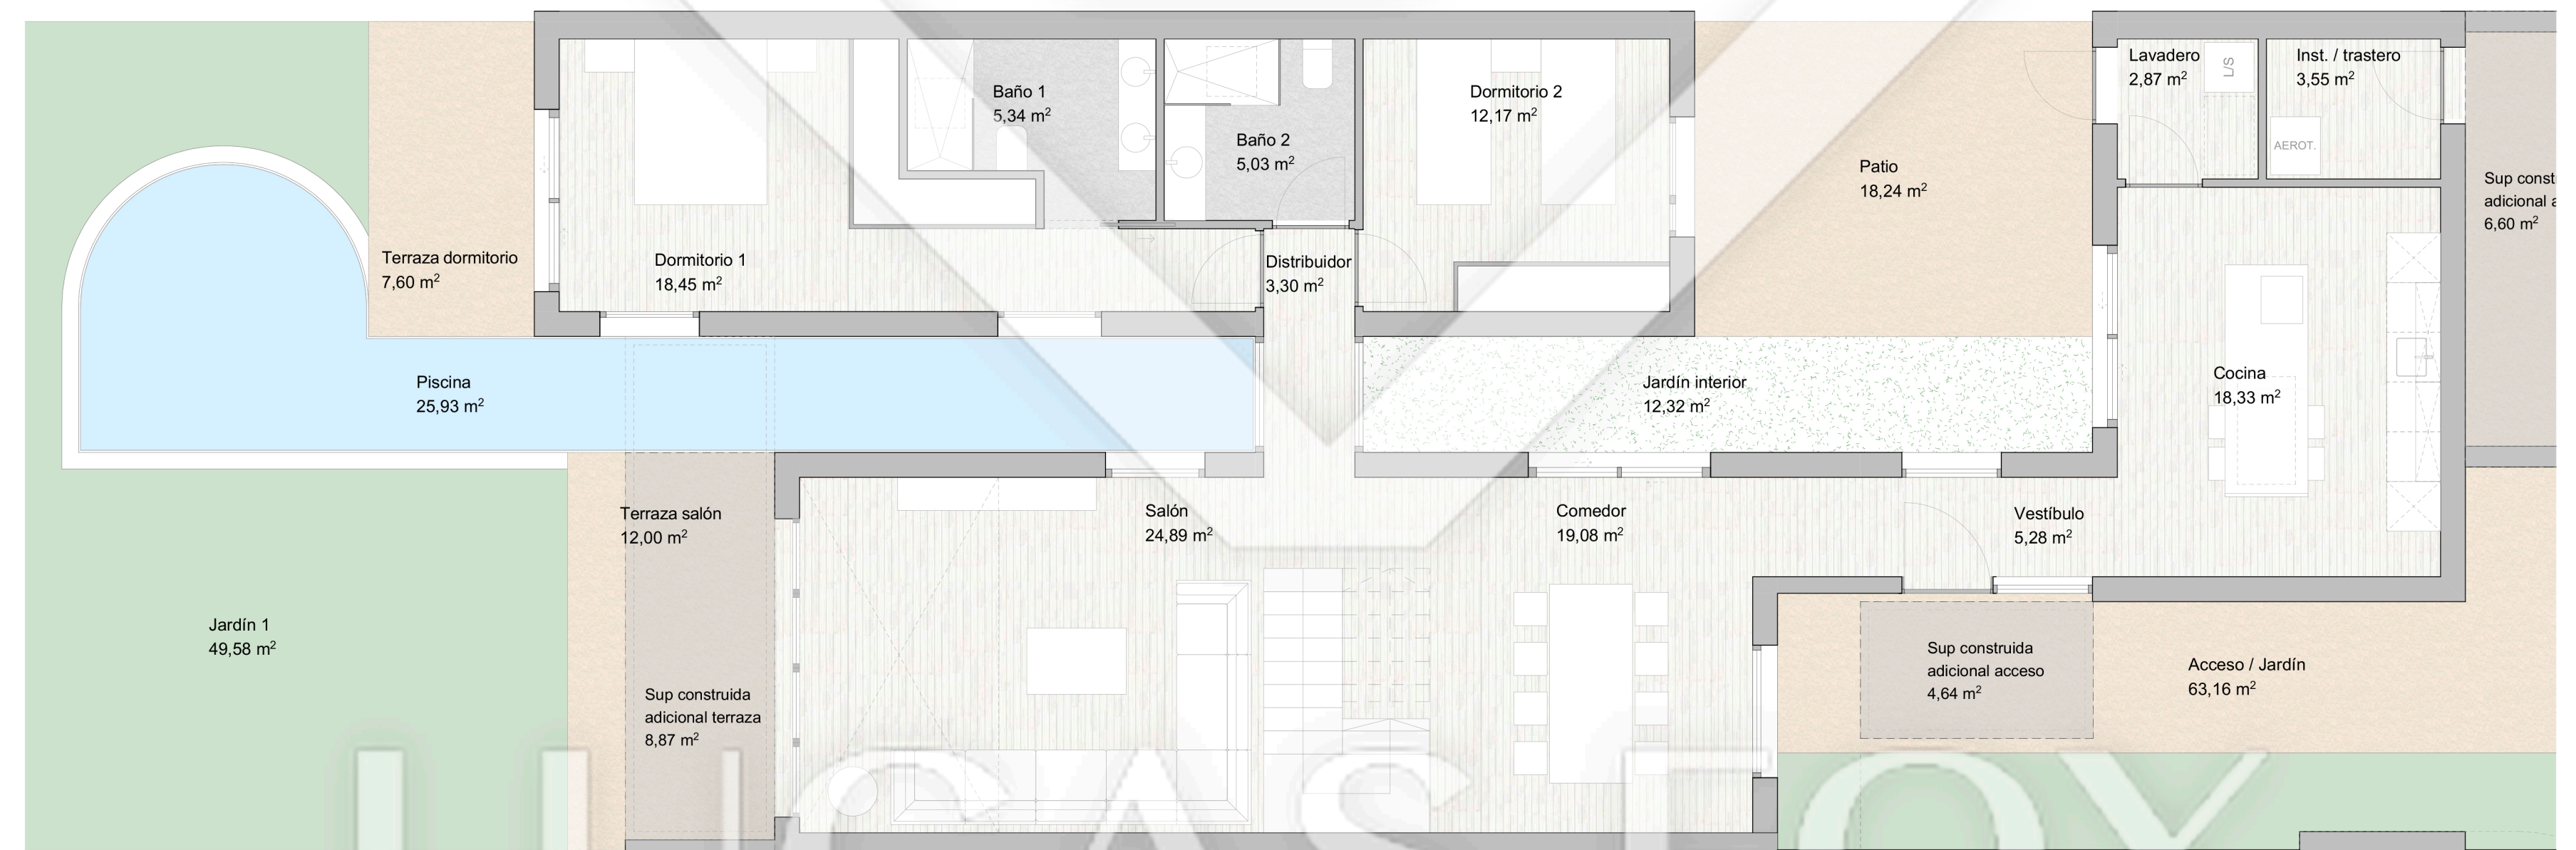 Baño 1
5,34 m²
Baño 2
5,03 m²
Dormitorio 2
12,17 m²
Lavadero
2,87 m²
L/S
Inst. / trastero
3,55 m²
AEROT.
Patio
18,24 m²
Sup const
adicional a
6,60 m²
Terraza dormitorio
7,60 m²
Dormitorio 1
18,45 m²
Distribuidor
3,30 m²
Piscina
25,93 m²
Jardín interior
12,32 m²
Cocina
18,33 m²
Terraza salón
12,00 m²
Salón
24,89 m²
Comedor
19,08 m²
Vestíbulo
5,28 m²
Jardín 1
49,58 m²
Sup construida
adicional terraza
8,87 m²
Sup construida
adicional acceso
4,64 m²
Acceso / Jardín
63,16 m²